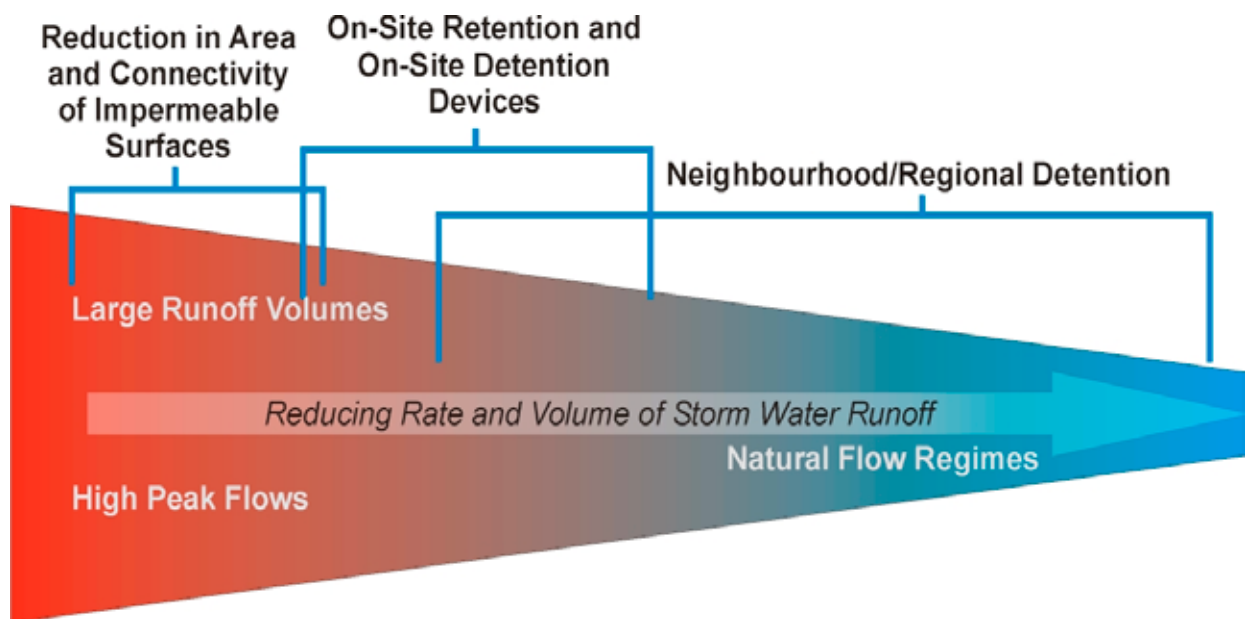 Reduction in Area
and Connectivity
of Impermeable
Surfaces
On-Site Retention and
On-Site Detention
Devices
Neighbourhood/Regional Detention
Large Runoff Volumes
Reducing Rate and Volume of Storm Water Runoff
Natural Flow Regimes
High Peak Flows